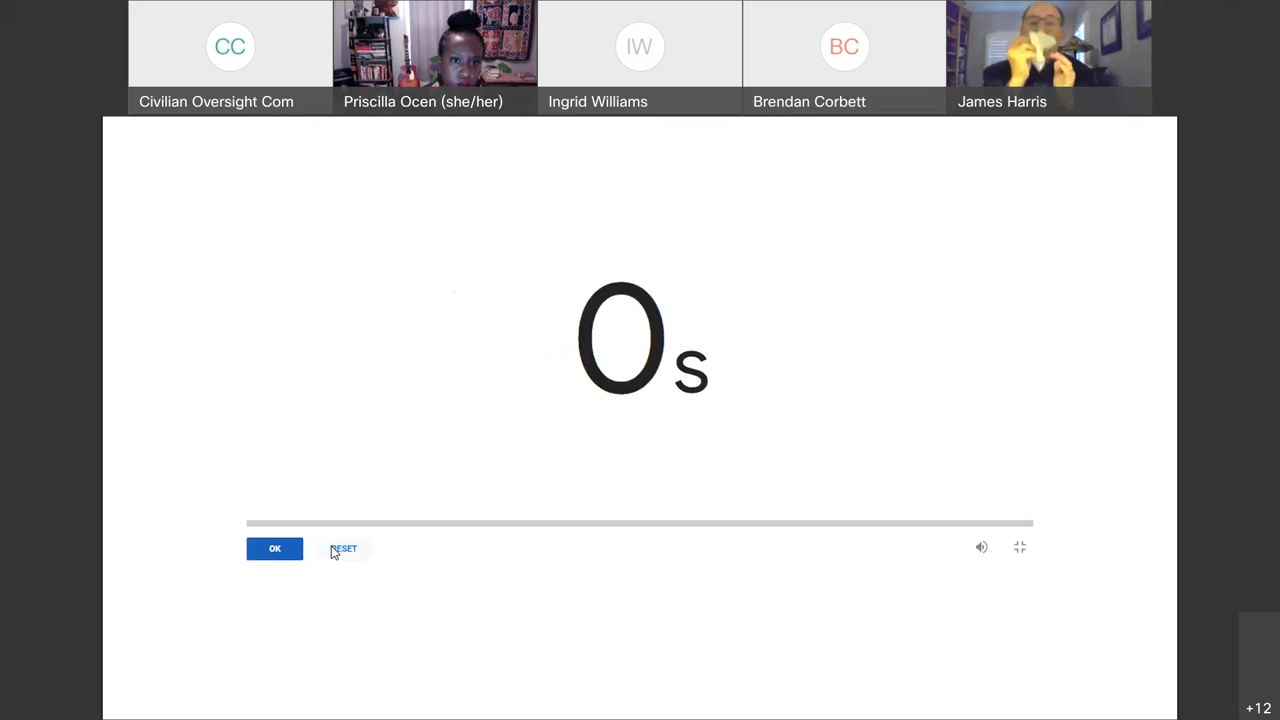 CC
IW
BC
Civilian Oversight Com
Priscilla Ocen (she/her)
Ingrid Williams
Brendan Corbett
James Harris
0s
OK
RESET
+12